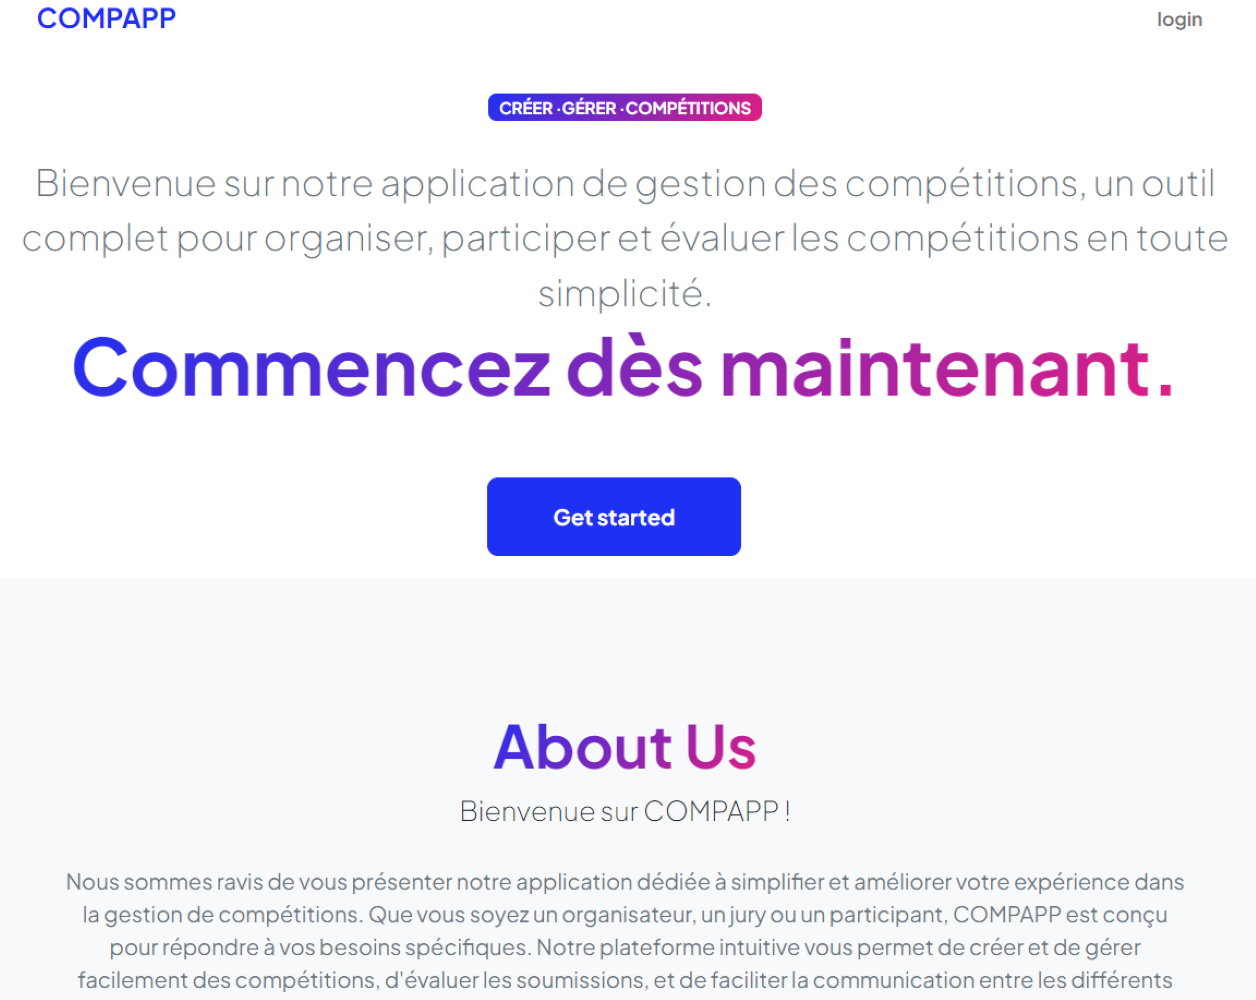 COMPAPP
login
CRÉER · GÉRER · COMPÉTITIONS
Bienvenue sur notre application de gestion des compétitions, un outil
complet pour organiser, participer et évaluer les compétitions en toute
simplicité.
Commencez dès maintenant.
Get started
About Us
Bienvenue sur COMPAPP !
Nous sommes ravis de vous présenter notre application dédiée à simplifier et améliorer votre expérience dans
la gestion de compétitions. Que vous soyez un organisateur, un jury ou un participant, COMPAPP est conçu
pour répondre à vos besoins spécifiques. Notre plateforme intuitive vous permet de créer et de gérer
facilement des compétitions, d'évaluer les soumissions, et de faciliter la communication entre les différents